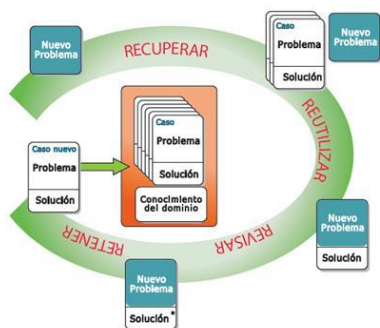 Nuevo
Problema
RECUPERAR
Caso
Problema
Solución
Nuevo
Problema
REUTILIZAR
Caso
Problema
Solución
Conocimiento
del dominio
Caso nuevo
Problema
Solución
Nuevo
Problema
Solución
REVISAR
RETENER
Nuevo
Problema
Solución*